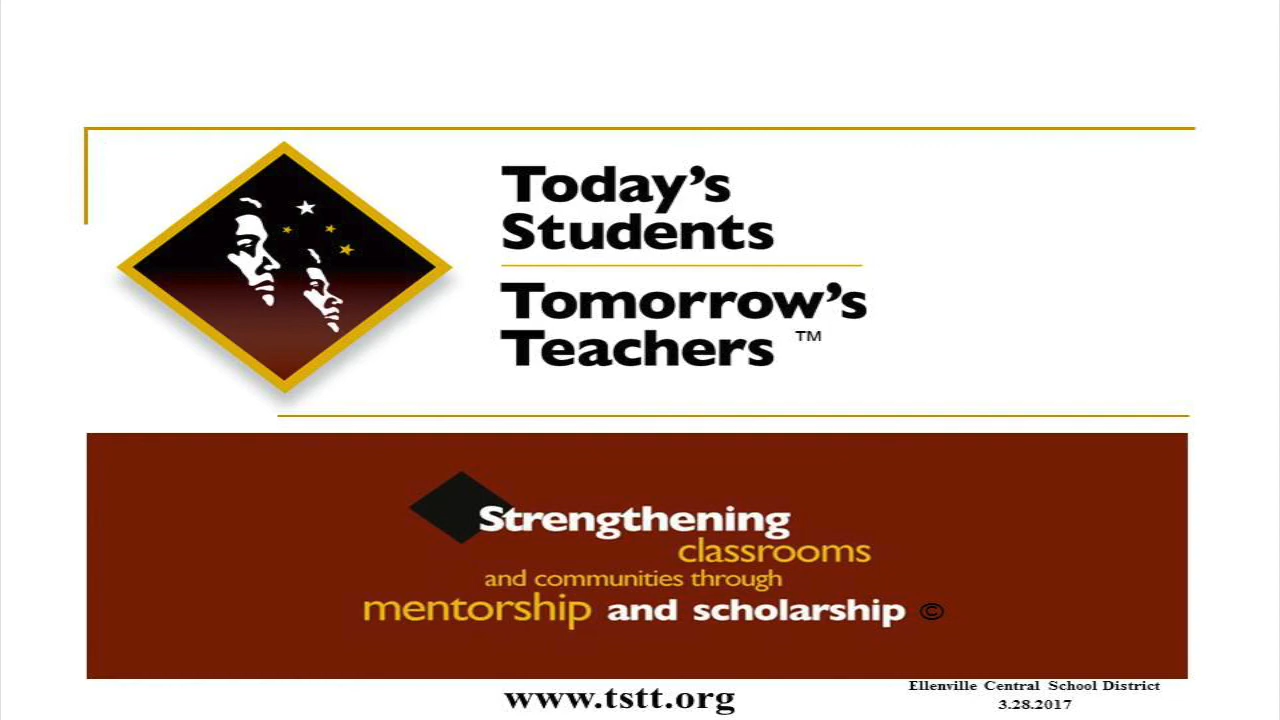 Today's
Students
Tomorrow's
Teachers ™
Strengthening
classrooms
and communities through
mentorship and scholarship ©
www.tstt.org
Ellenville Central School District
3.28.2017